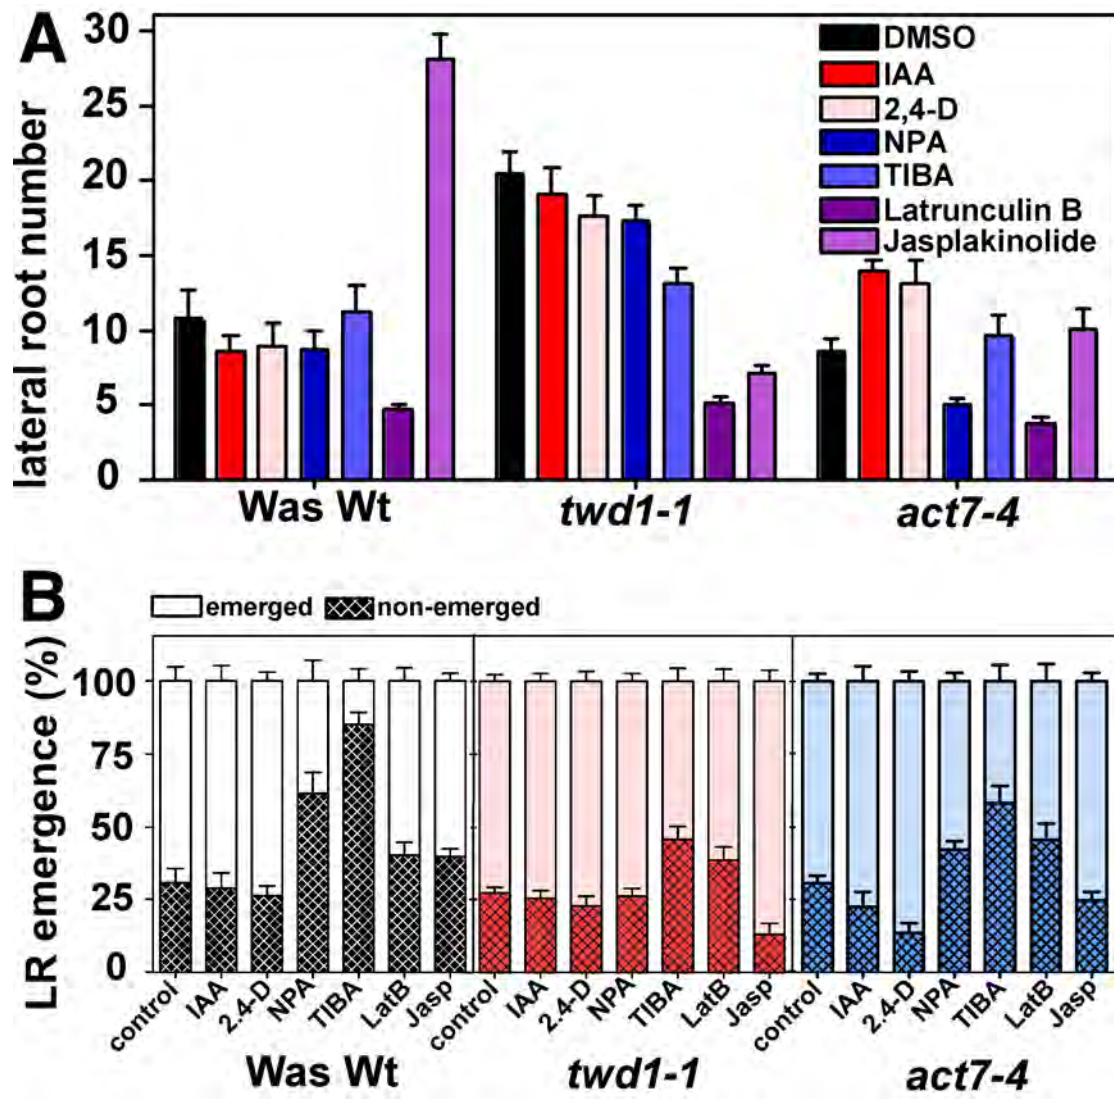 A
30
25
20
15
10
5
0
lateral root number
DMSO
IAA
2,4-D
NPA
TIBA
Latrunculin B
Jasplakinolide
Was Wt twd1-1 act7-4
B
emerged non-emerged
100
75
50
25
0
LR emergence (%)
control IAA 2.4-D NPA TIBA LatB Jasp control IAA 2.4-D NPA TIBA LatB Jasp control IAA 2.4-D NPA TIBA LatB Jasp
Was Wt twd1-1 act7-4